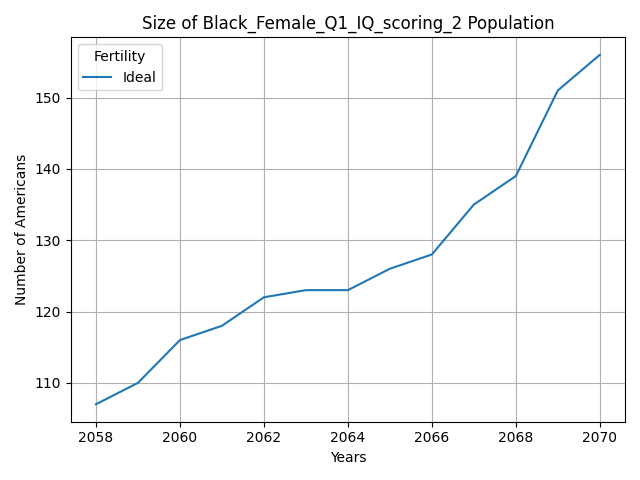 Size of Black_Female_Q1_IQ_scoring_2 Population
Fertility
Ideal
Number of Americans
150
140
130
120
110
2058 2060 2062 2064 2066 2068 2070
Years